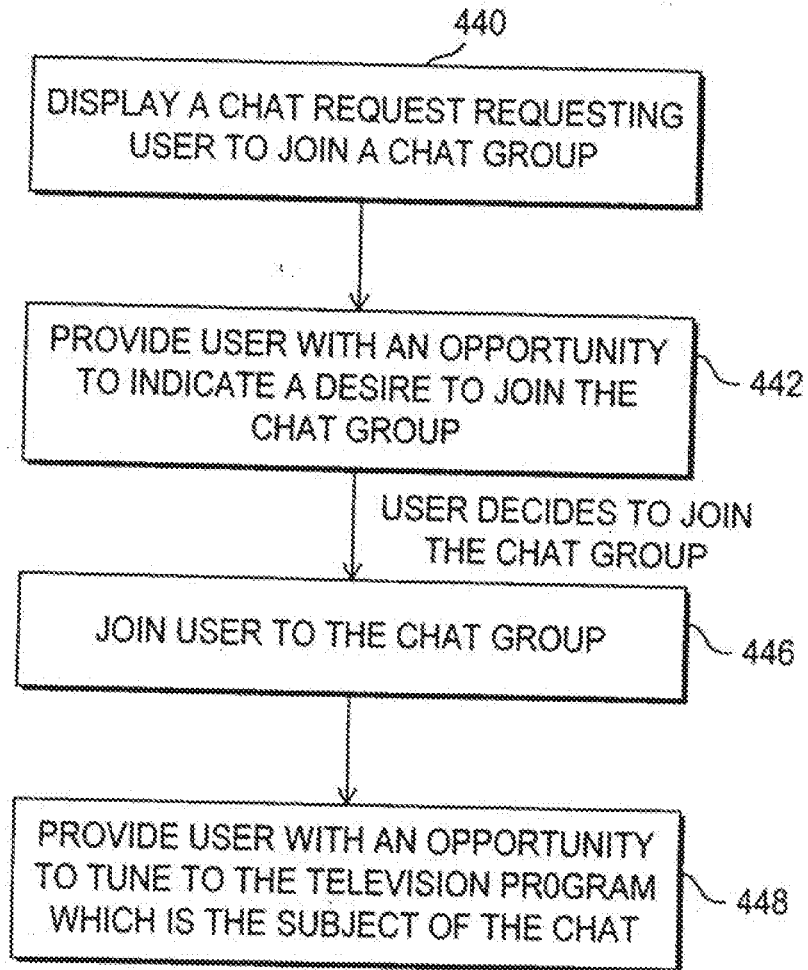 440
DISPLAY A CHAT REQUEST REQUESTING
USER TO JOIN A CHAT GROUP
PROVIDE USER WITH AN OPPORTUNITY
TO INDICATE A DESIRE TO JOIN THE
CHAT GROUP
442
USER DECIDES TO JOIN
THE CHAT GROUP
JOIN USER TO THE CHAT GROUP
446
PROVIDE USER WITH AN OPPORTUNITY
TO TUNE TO THE TELEVISION PR0GRAM
WHICH IS THE SUBJECT OF THE CHAT
448